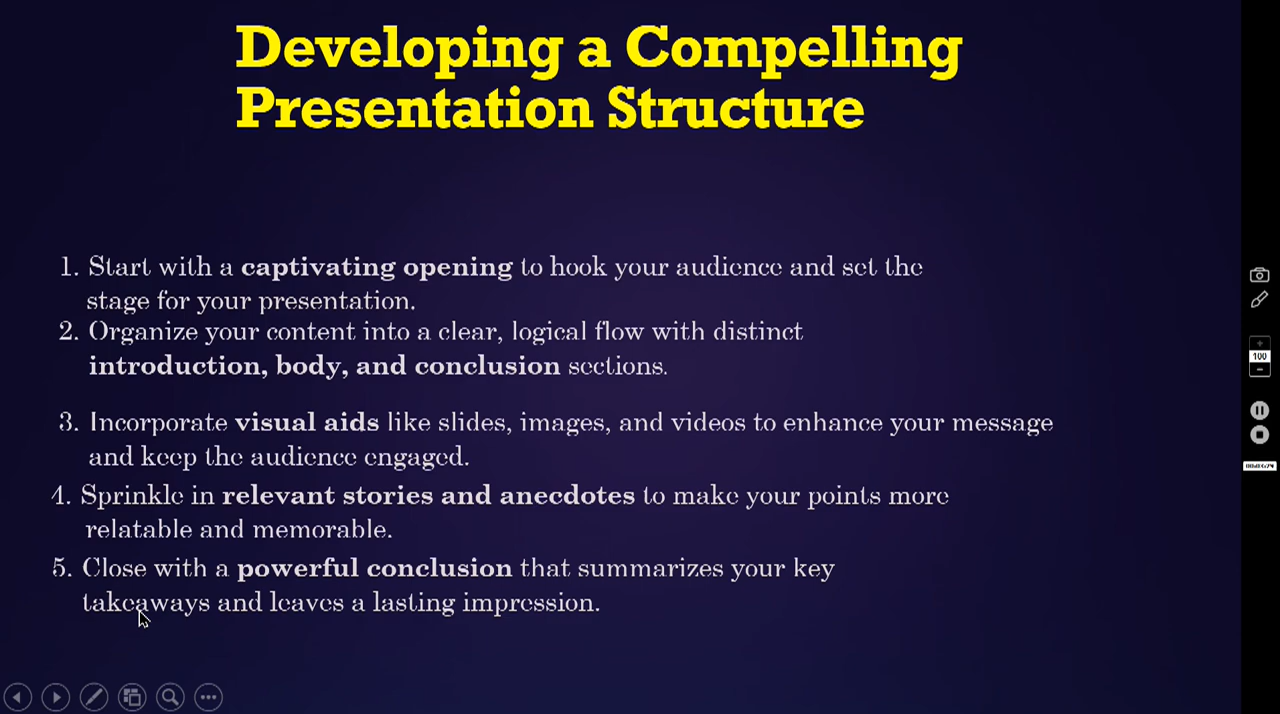 Developing a Compelling
Presentation Structure
1. Start with a captivating opening to hook your audience and set the
stage for your presentation.
2. Organize your content into a clear, logical flow with distinct
introduction, body, and conclusion sections.
3. Incorporate visual aids like slides, images, and videos to enhance your message
and keep the audience engaged.
4. Sprinkle in relevant stories and anecdotes to make your points more
relatable and memorable.
5. Close with a powerful conclusion that summarizes your key
takeaways and leaves a lasting impression.
100